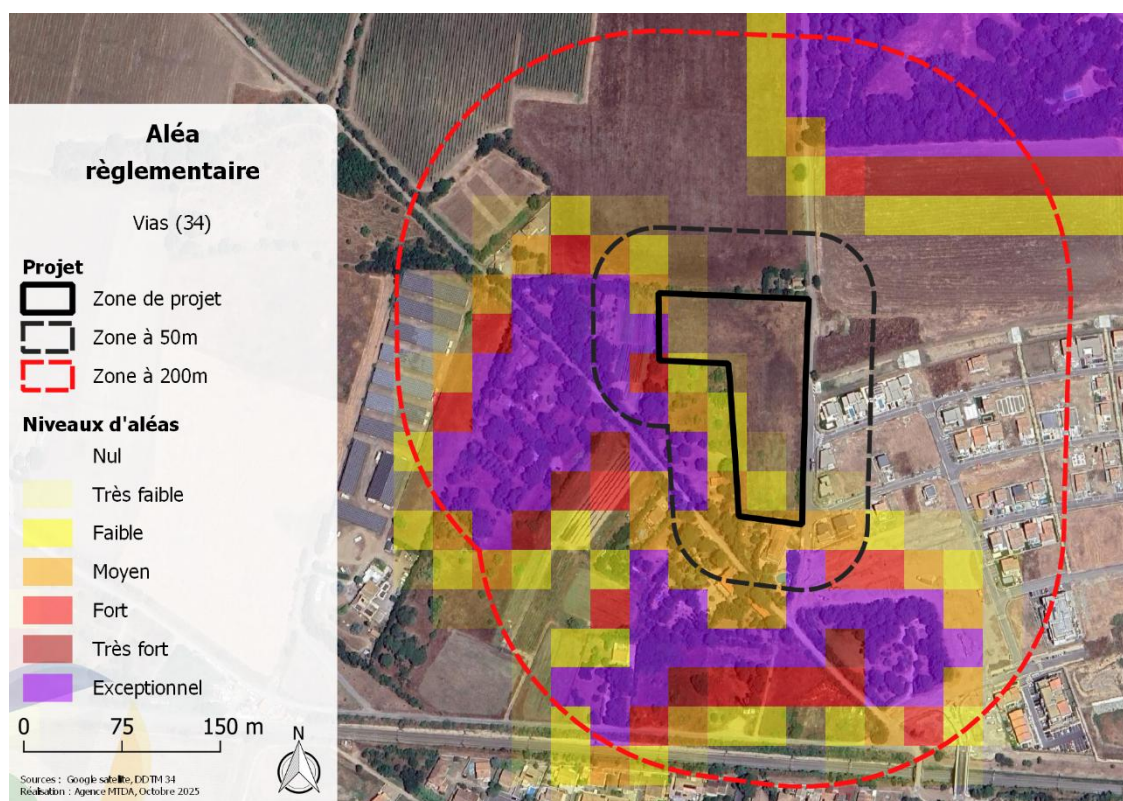 Aléa
règlementaire
Vias (34)
Projet
Zone de projet
Zone à 50m
Zone à 200m
Niveaux d'aléas
Nul
Très faible
Faible
Moyen
Fort
Très fort
Exceptionnel
0 75 150 m
N
Sources : Google satellite, DDTM 34
Réalisation : Agence MTDA, Octobre 2025